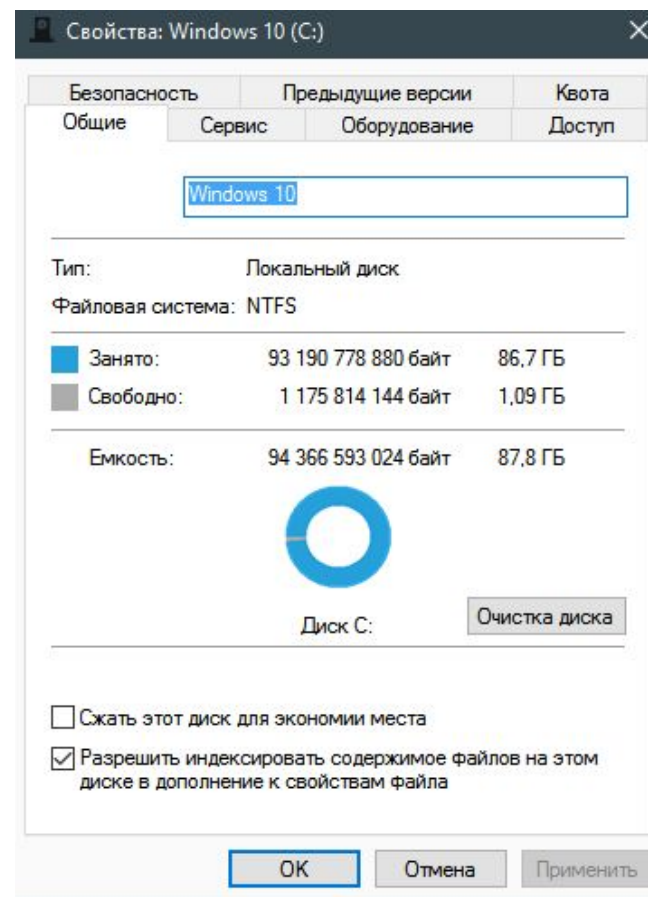 Свойства: Windows 10 (C:)
Безопасность Предыдущие версии Квота
Общие Сервис Оборудование Доступ
Windows 10
Тип: Локальный диск
Файловая система: NTFS
Занято: 93 190 778 880 байт 86,7 ГБ
Свободно: 1 175 814 144 байт 1,09 ГБ
Емкость: 94 366 593 024 байт 87,8 ГБ
Диск C: Очистка диска
Сжать этот диск для экономии места
Разрешить индексировать содержимое файлов на этом
диске в дополнение к свойствам файла
OK Отмена Применить